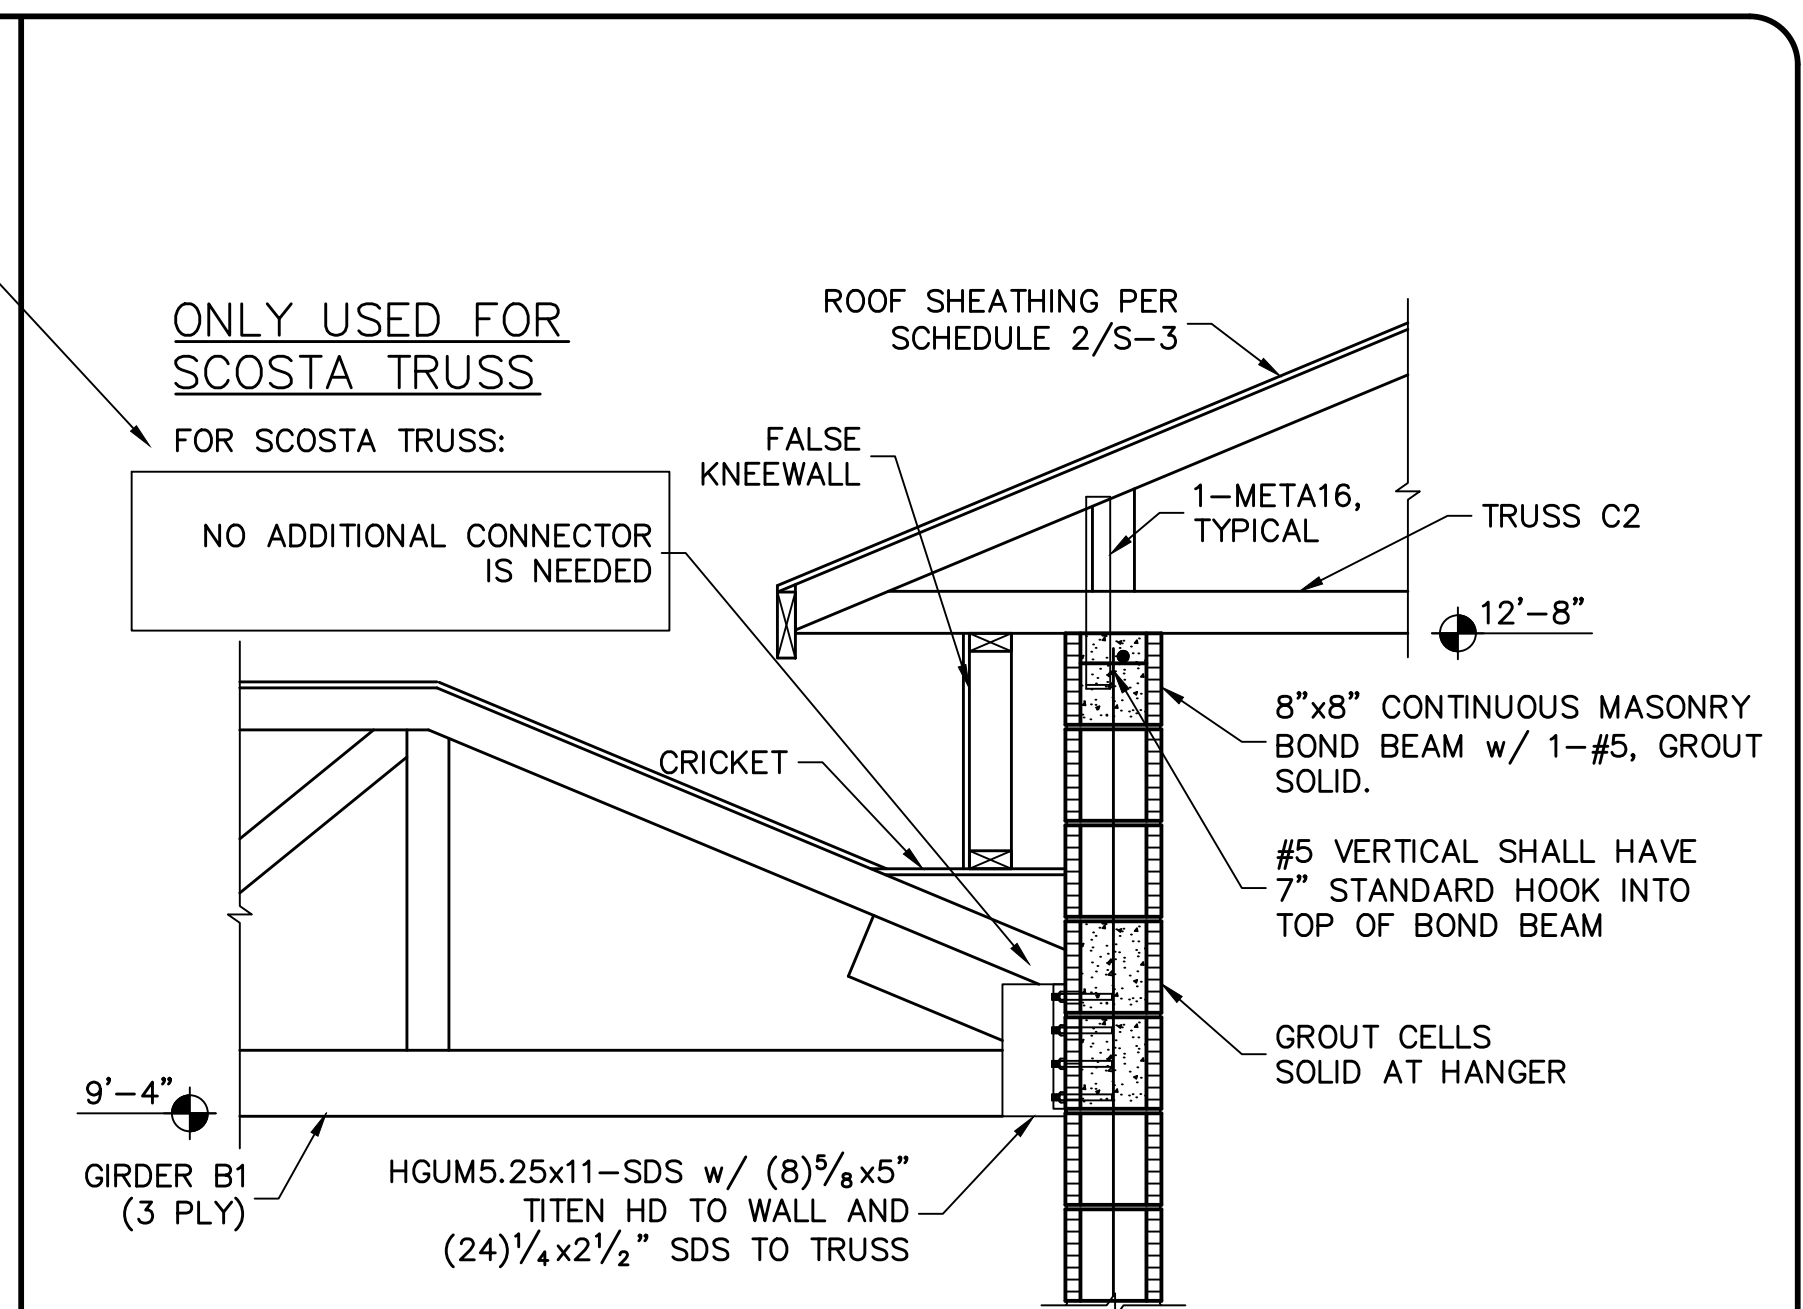 ONLY USED FOR
SCOSTA TRUSS
FOR SCOSTA TRUSS:
NO ADDITIONAL CONNECTOR
IS NEEDED
ROOF SHEATHING PER
SCHEDULE 2/S-3
FALSE
KNEEWALL
1-META16,
TYPICAL
TRUSS C2
12'-8"
8"x8" CONTINUOUS MASONRY
BOND BEAM w/ 1-#5, GROUT
SOLID.
CRICKET
#5 VERTICAL SHALL HAVE
7" STANDARD HOOK INTO
TOP OF BOND BEAM
GROUT CELLS
SOLID AT HANGER
9'-4"
GIRDER B1
(3 PLY)
HGUM5.25x11-SDS w/ (8)5/8x5"
TITEN HD TO WALL AND
(24)1/4x2 1/2" SDS TO TRUSS